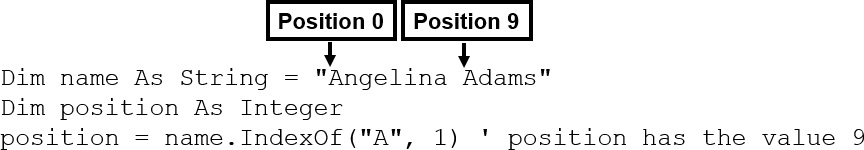 Position 0 Position 9
Dim name As String = "Angelina Adams"
Dim position As Integer
position = name.IndexOf("A", 1) ' position has the value 9